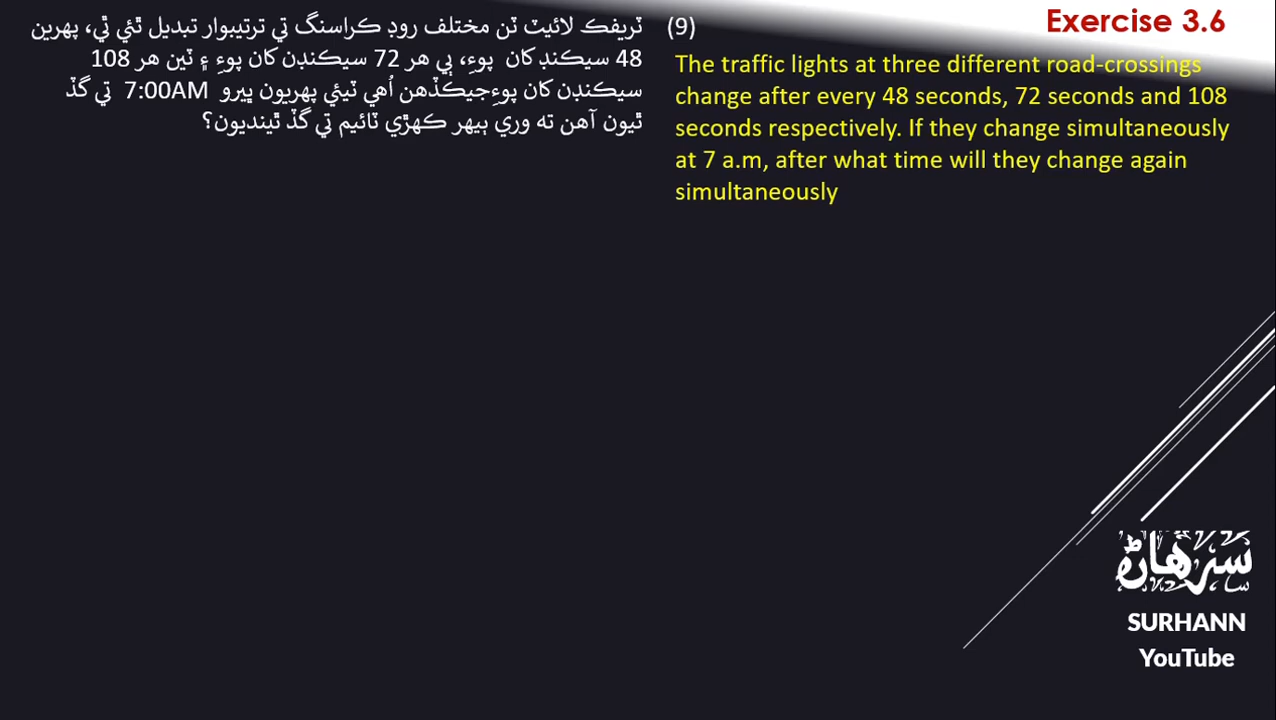 Exercise 3.6
(9)
ٽريفڪ لائيٽ ٽن مختلف روڊ ڪراسنگ تي ترتيبوار تبديل ٿئي ٿي، پهرين
48 سيڪنڊ کان پوءِ، ٻي هر 72 سيڪنڊن کان پوءِ ۽ ٽين هر 108
سيڪنڊن کان پوءِجيڪڏهن اُهي ٽيئي پهريون ڀيرو 7:00AM تي گڏ
ٿيون آهن ته وري ٻيهر ڪهڙي ٽائيم تي گڏ ٿينديون؟
The traffic lights at three different road-crossings
change after every 48 seconds, 72 seconds and 108
seconds respectively. If they change simultaneously
at 7 a.m, after what time will they change again
simultaneously
سرهاڻ
SURHANN
YouTube